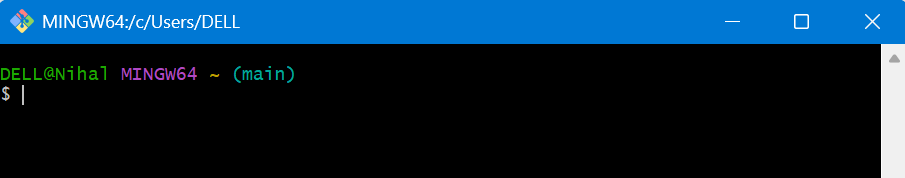 MINGW64:/c/Users/DELL
DELL@Nihal MINGW64 ~ (main)
$